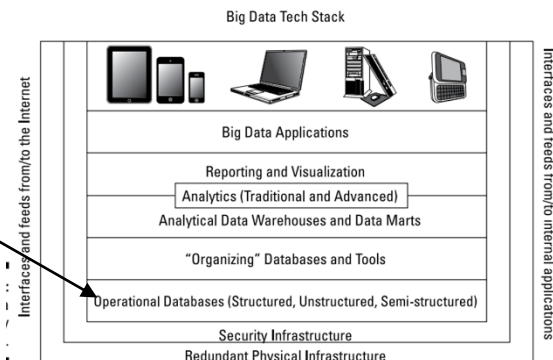 Big Data Tech Stack
Interfaces and feeds from/to the Internet
Interfaces and feeds from/to internal applications
Big Data Applications
Reporting and Visualization
Analytics (Traditional and Advanced)
Analytical Data Warehouses and Data Marts
“Organizing” Databases and Tools
Operational Databases (Structured, Unstructured, Semi-structured)
Security Infrastructure
Redundant Physical Infrastructure